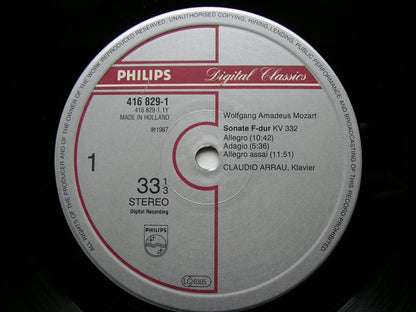 ALL RIGHTS OF THE PRODUCER AND OF THE OWNER OF THE WORK REPRODUCED RESERVED. UNAUTHORISED COPYING, HIRING, LENDING, PUBLIC PERFORMANCE AND BROADCASTING OF THIS RECORD PROHIBITED
PHILIPS
Digital Classics
416 829-1
416 829-1.1Y
MADE IN HOLLAND
℗1987
1
33 1/3
STEREO
Digital Recording
PHILIPS
Wolfgang Amadeus Mozart
Sonate F-dur KV 332
Allegro (10:42)
Adagio (5:36)
Allegro assai (11:51)
CLAUDIO ARRAU, Klavier
LC 0305